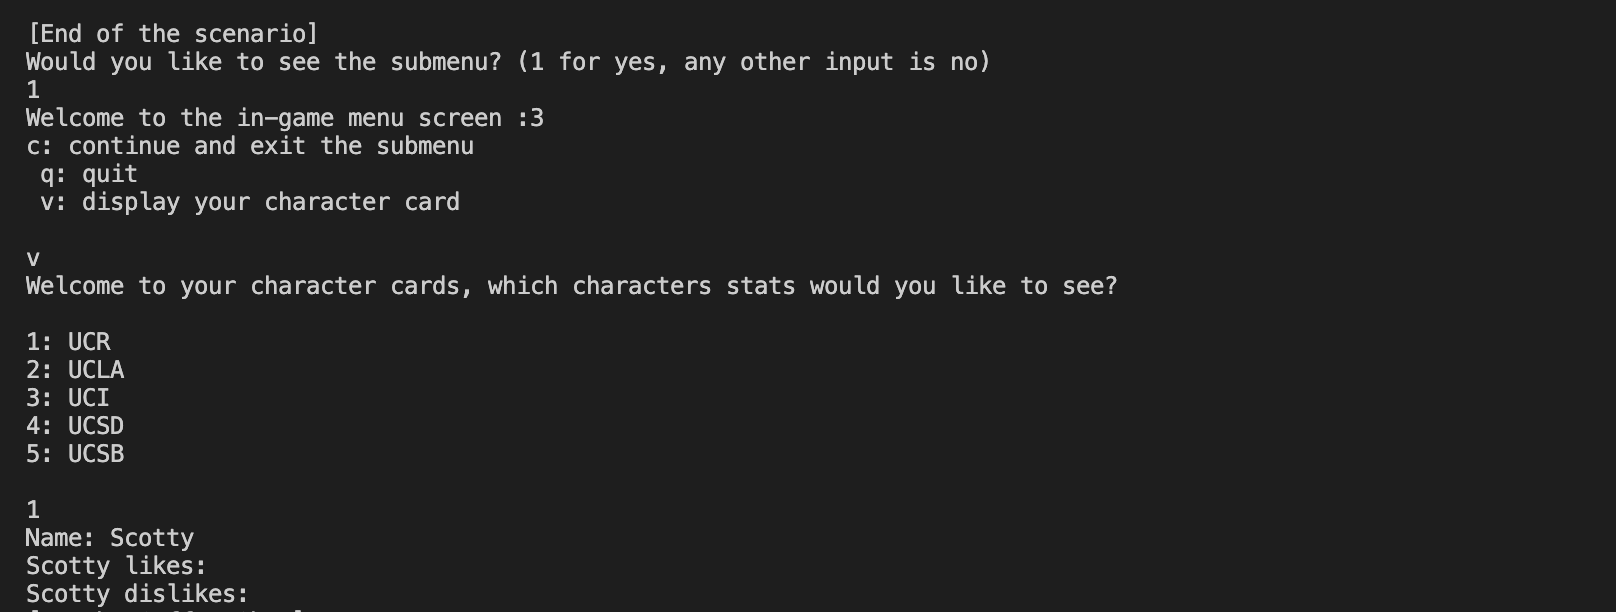 [End of the scenario]
Would you like to see the submenu? (1 for yes, any other input is no)
1
Welcome to the in-game menu screen :3
c: continue and exit the submenu
 q: quit
 v: display your character card

v
Welcome to your character cards, which characters stats would you like to see?

1: UCR
2: UCLA
3: UCI
4: UCSD
5: UCSB

1
Name: Scotty
Scotty likes:
Scotty dislikes: